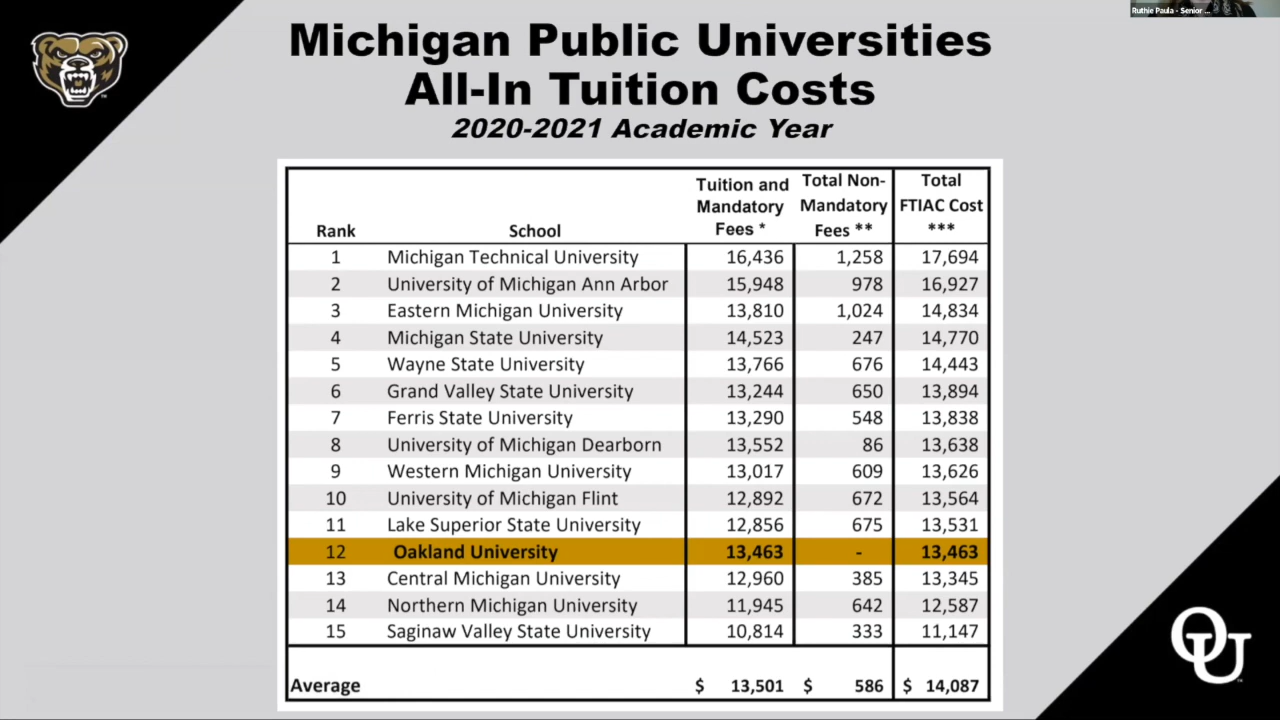 Ruthie Paula - Senior ...
Michigan Public Universities
All-In Tuition Costs
2020-2021 Academic Year
Rank School Tuition and Mandatory Fees * Total Non-Mandatory Fees ** Total FTIAC Cost ***
1 Michigan Technical University 16,436 1,258 17,694
2 University of Michigan Ann Arbor 15,948 978 16,927
3 Eastern Michigan University 13,810 1,024 14,834
4 Michigan State University 14,523 247 14,770
5 Wayne State University 13,766 676 14,443
6 Grand Valley State University 13,244 650 13,894
7 Ferris State University 13,290 548 13,838
8 University of Michigan Dearborn 13,552 86 13,638
9 Western Michigan University 13,017 609 13,626
10 University of Michigan Flint 12,892 672 13,564
11 Lake Superior State University 12,856 675 13,531
12 Oakland University 13,463 - 13,463
13 Central Michigan University 12,960 385 13,345
14 Northern Michigan University 11,945 642 12,587
15 Saginaw Valley State University 10,814 333 11,147
Average $ 13,501 $ 586 $ 14,087
OU